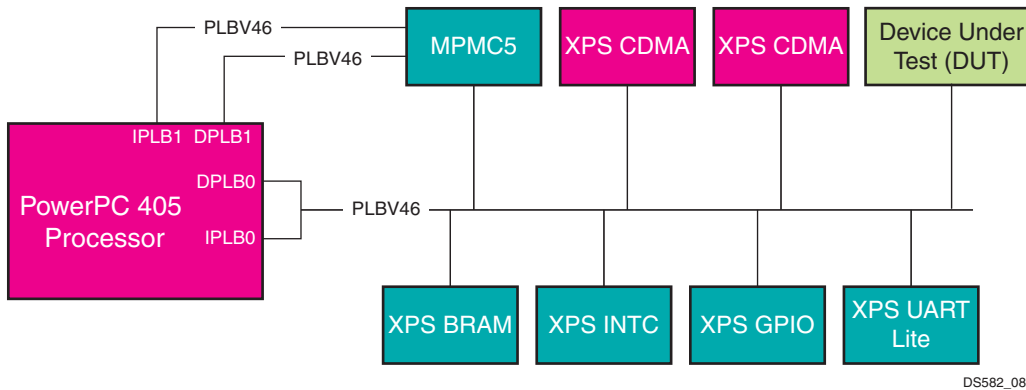 PLBV46
PLBV46
MPMC5
XPS CDMA
XPS CDMA
Device Under
Test (DUT)
IPLB1
DPLB1
DPLB0
PowerPC 405
Processor
IPLB0
PLBV46
XPS BRAM
XPS INTC
XPS GPIO
XPS UART
Lite
DS582_08